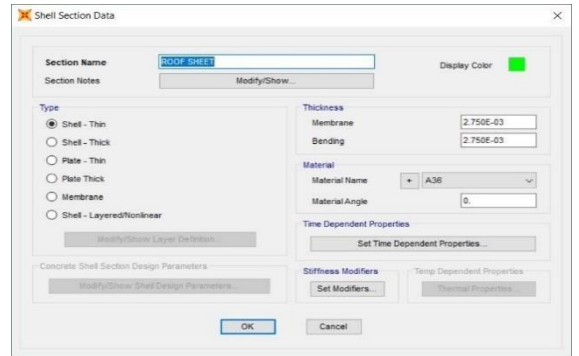 Shell Section Data
Section Name ROOF SHEET Display Color
Section Notes Modify/Show...
Type
Shell - Thin
Shell - Thick
Plate - Thin
Plate Thick
Membrane
Shell - Layered/Nonlinear
Modify/Show Layer Definition...
Concrete Shell Section Design Parameters
Modify/Show Shell Design Parameters...
Thickness
Membrane 2.750E-03
Bending 2.750E-03
Material
Material Name + A36
Material Angle 0.
Time Dependent Properties
Set Time Dependent Properties...
Stiffness Modifiers
Set Modifiers...
Temp Dependent Properties
Thermal Properties...
OK Cancel